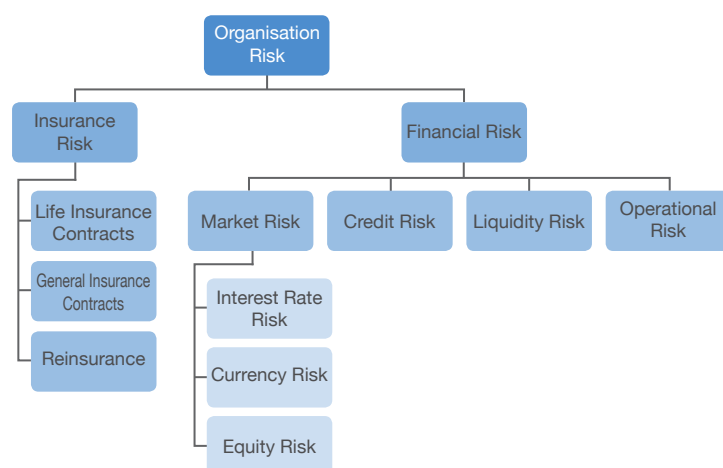 Organisation
Risk
Insurance
Risk
Financial Risk
Life Insurance
Contracts
General Insurance
Contracts
Reinsurance
Market Risk
Credit Risk
Liquidity Risk
Operational
Risk
Interest Rate
Risk
Currency Risk
Equity Risk